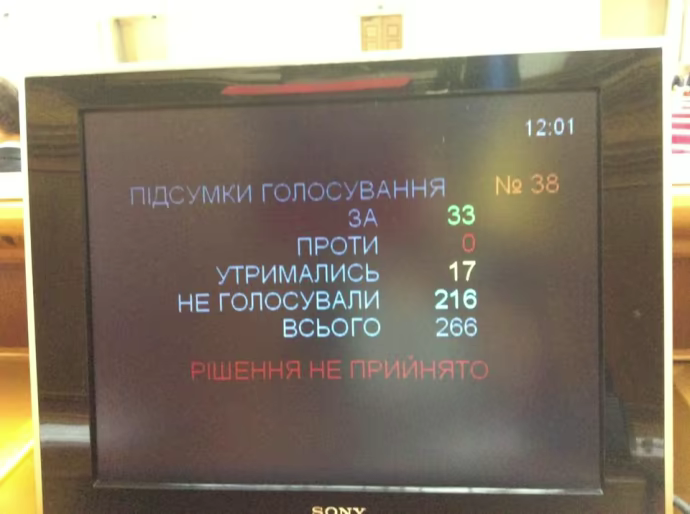 12:01
ПІДСУМКИ ГОЛОСУВАННЯ № 38
ЗА 33
ПРОТИ 0
УТРИМАЛИСЬ 17
НЕ ГОЛОСУВАЛИ 216
ВСЬОГО 266
РІШЕННЯ НЕ ПРИЙНЯТО
SONY